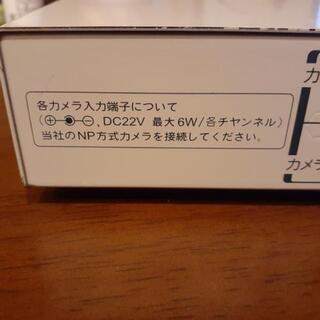 各カメラ入力端子について
(⊕-●-⊖, DC22V 最大6W/各チャンネル)
当社のNP方式カメラを接続してください。
カ
カメラ